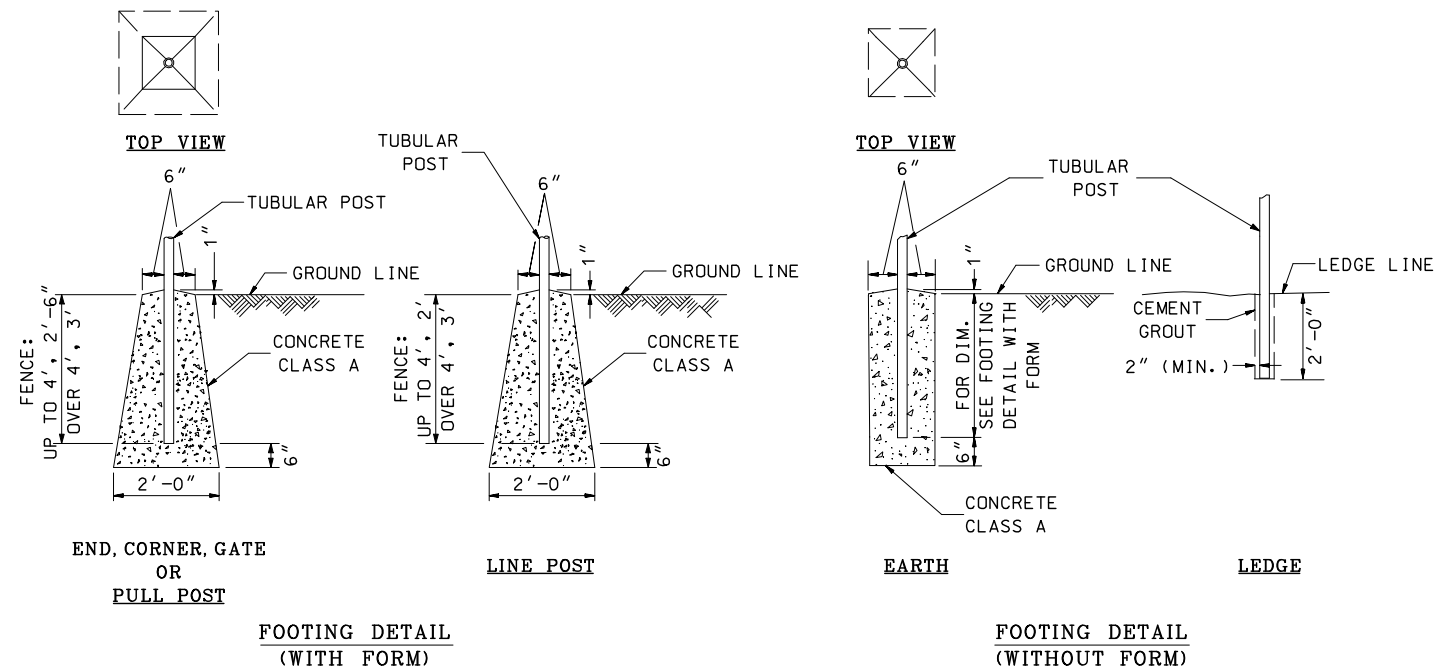 TOP VIEW
6″
TUBULAR POST
1″
GROUND LINE
FENCE:
UP TO 4′, 2′-6″
OVER 4′, 3′
CONCRETE
CLASS A
6″
2′-0″
END, CORNER, GATE
OR
PULL POST
TUBULAR
POST
6″
1″
GROUND LINE
FENCE:
UP TO 4′, 2′
OVER 4′, 3′
CONCRETE
CLASS A
6″
2′-0″
LINE POST
FOOTING DETAIL
(WITH FORM)
TOP VIEW
6″
TUBULAR
POST
1″
GROUND LINE
FOR DIM.
SEE FOOTING
DETAIL WITH
FORM
6″
CONCRETE
CLASS A
EARTH
LEDGE LINE
CEMENT
GROUT
2″ (MIN.)
2′-0″
LEDGE
FOOTING DETAIL
(WITHOUT FORM)